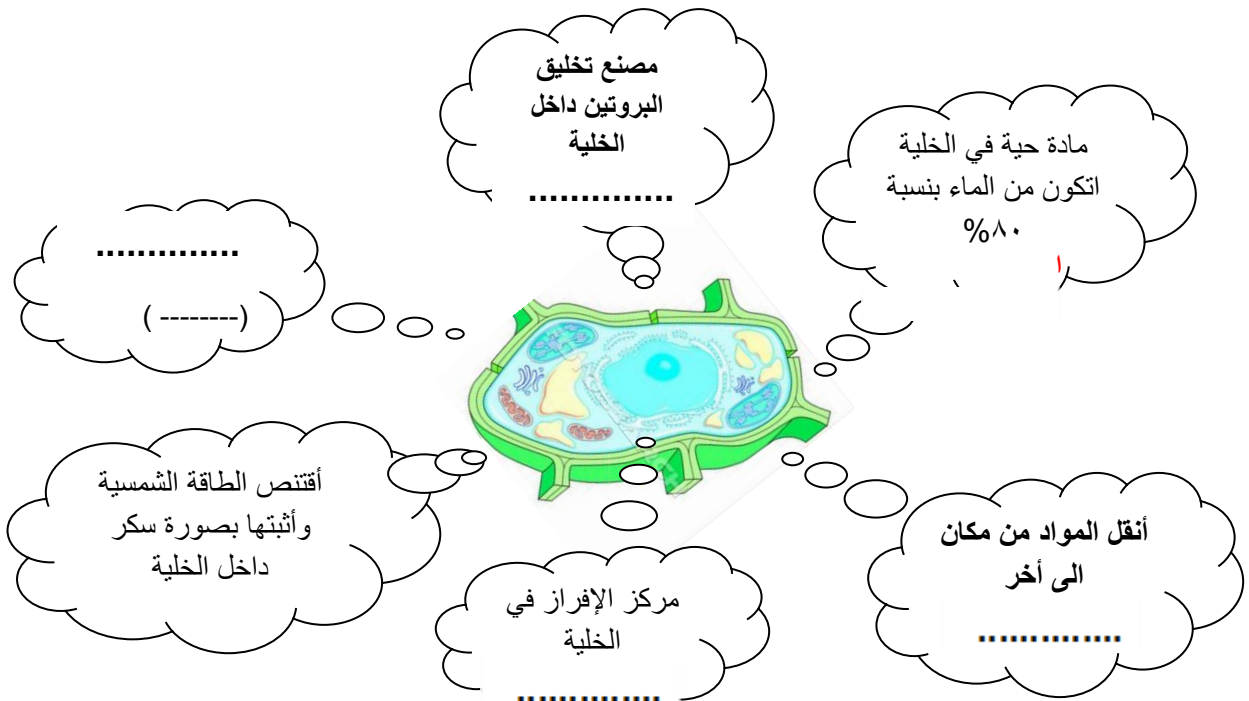 مصنع تخليق
البروتين داخل
الخلية
..............
مادة حية في الخلية
اتكون من الماء بنسبة
٨٠%
ا
..............
(-------- )
أقتنص الطاقة الشمسية
وأثبتها بصورة سكر
داخل الخلية
مركز الإفراز في
الخلية
..............
أنقل المواد من مكان
الى أخر
..............